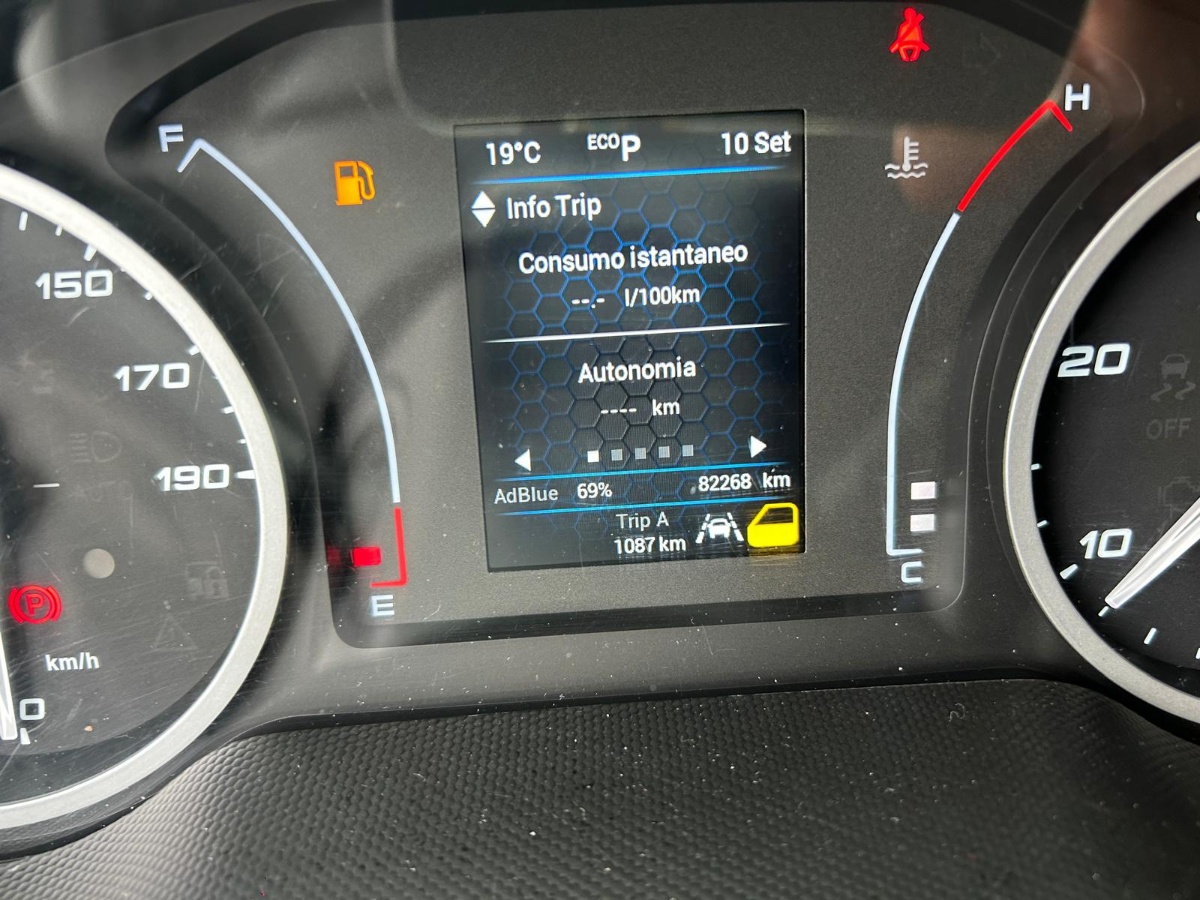 F
H
19°C ECO P 10 Set
Info Trip
Consumo istantaneo
--.- l/100km
Autonomia
---- km
AdBlue 69% 82268 km
Trip A
1087 km
E
C
150
170
190
P
km/h
0
20
OFF
10